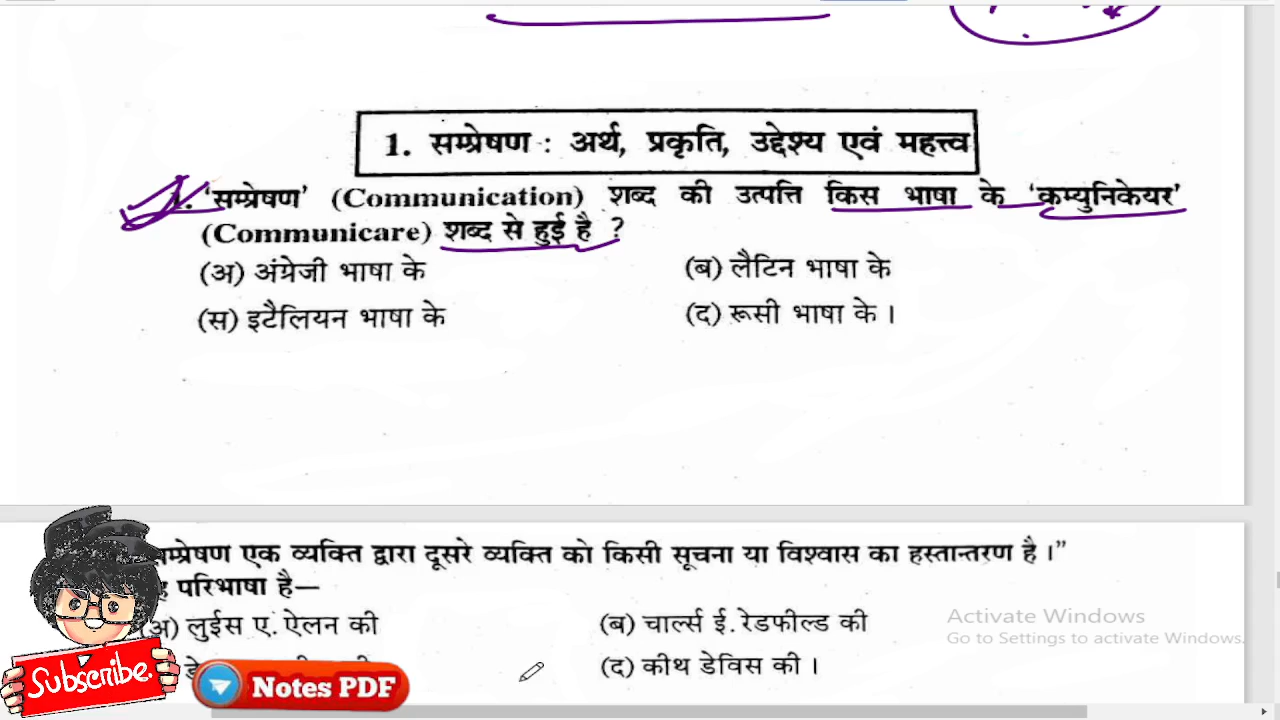 1. सम्प्रेषण : अर्थ, प्रकृति, उद्देश्य एवं महत्त्व
'सम्प्रेषण' (Communication) शब्द की उत्पत्ति किस भाषा के 'कम्युनिकेयर'
(Communicare) शब्द से हुई है ?
(अ) अंग्रेजी भाषा के (ब) लैटिन भाषा के
(स) इटैलियन भाषा के (द) रूसी भाषा के ।
सम्प्रेषण एक व्यक्ति द्वारा दूसरे व्यक्ति को किसी सूचना या विश्वास का हस्तान्तरण है ।”
परिभाषा है—
(अ) लुईस ए. ऐलन की (ब) चार्ल्स ई. रेडफील्ड की
(द) कीथ डेविस की ।
Activate Windows
Go to Settings to activate Windows.
Subscribe.
Notes PDF